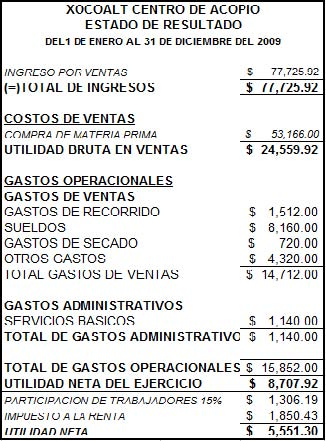 XOCOALT CENTRO DE ACOPIO
ESTADO DE RESULTADO
DEL1 DE ENERO AL 31 DE DICIEMBRE DEL 2009
INGRESO POR VENTAS $ 77,725.92
(=)TOTAL DE INGRESOS $ 77,725.92
COSTOS DE VENTAS
COMPRA DE MATERIA PRIMA $ 53,166.00
UTILIDAD BRUTA EN VENTAS $ 24,559.92
GASTOS OPERACIONALES
GASTOS DE VENTAS
GASTOS DE RECORRIDO $ 1,512.00
SUELDOS $ 8,160.00
GASTOS DE SECADO $ 720.00
OTROS GASTOS $ 4,320.00
TOTAL GASTOS DE VENTAS $ 14,712.00
GASTOS ADMINISTRATIVOS
SERVICIOS BASICOS $ 1,140.00
TOTAL DE GASTOS ADMINISTRATIVO $ 1,140.00
TOTAL DE GASTOS OPERACIONALES $ 15,852.00
UTILIDAD NETA DEL EJERCICIO $ 8,707.92
PARTICIPACION DE TRABAJADORES 15% $ 1,306.19
IMPUESTO A LA RENTA $ 1,850.43
UTILIDAD NETA $ 5,551.30